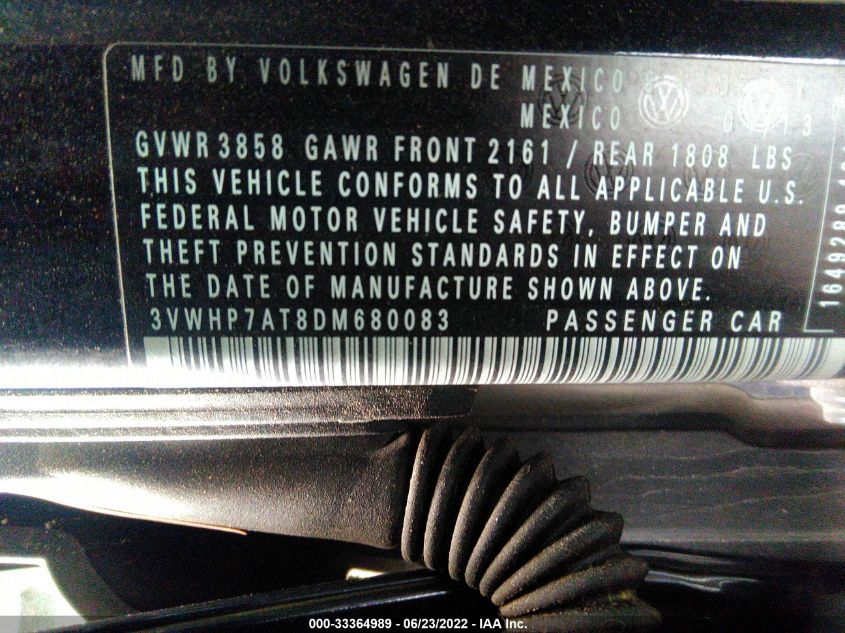 MFD BY VOLKSWAGEN DE MEXICO
MEXICO
GVWR 3858 GAWR FRONT 2161 / REAR 1808 LBS
THIS VEHICLE CONFORMS TO ALL APPLICABLE U.S.
FEDERAL MOTOR VEHICLE SAFETY, BUMPER AND
THEFT PREVENTION STANDARDS IN EFFECT ON
THE DATE OF MANUFACTURE SHOWN ABOVE.
3VWHP7AT8DM680083 PASSENGER CAR
1649289
000-33364989 - 06/23/2022 - IAA Inc.